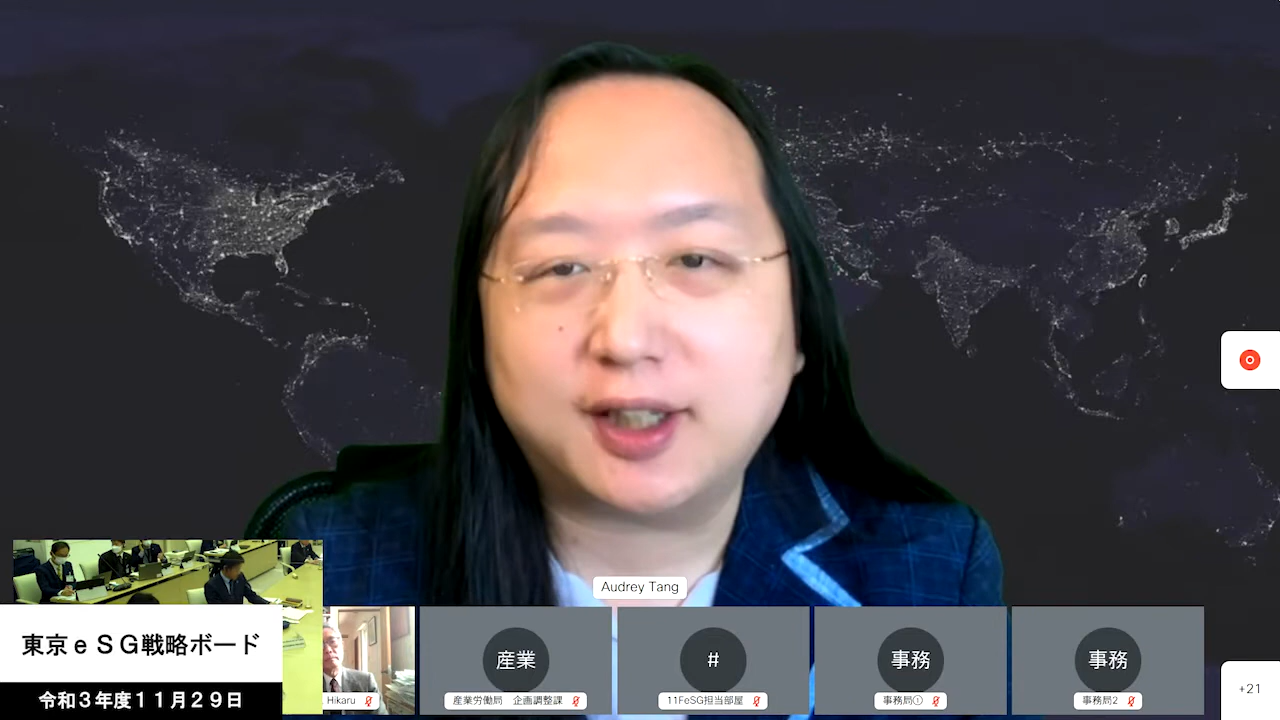 Audrey Tang
東京ｅＳＧ戦略ボード
令和３年度１１月２９日
Hikaru
産業
産業労働局　企画調整課
#
11FeSG担当部屋
事務
事務局①
事務
事務局2
+21